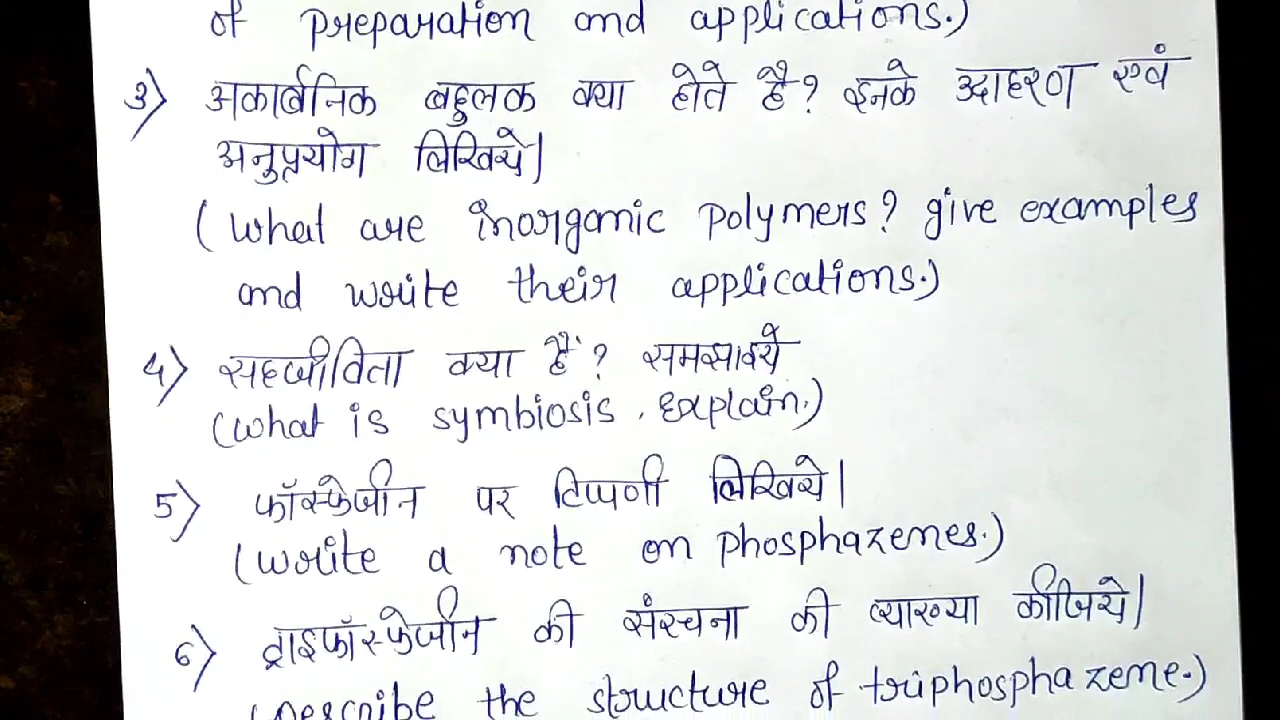 of preparation and applications.)
3) अकार्बनिक बहुलक क्या होते है? इनके उदाहरण एवं
अनुप्रयोग लिखिये।
(What are inorganic polymers? give examples
and write their applications.)
4) सहजीविता क्या है? समझाइये
(What is symbiosis. Explain.)
5) फॉस्फेजीन पर टिप्पणी लिखिये।
(Write a note on phosphazenes.)
6) ट्राइफॉस्फेजीन की संरचना की व्याख्या कीजिये।
(Describe the structure of triphosphazene.)